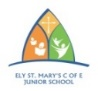 ELY ST. MARY'S C OF E
JUNIOR SCHOOL